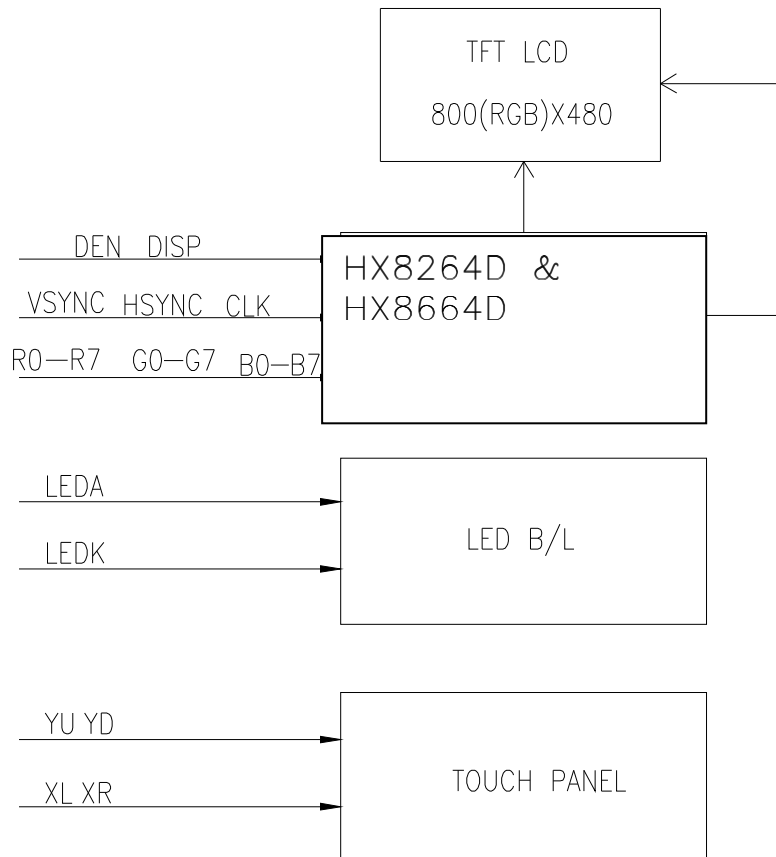 TFT LCD
800(RGB)X480
DEN DISP
HX8264D &
HX8664D
VSYNC HSYNC CLK
R0—R7 G0—G7 B0—B7
LEDA
LED B/L
LEDK
YU YD
TOUCH PANEL
XL XR